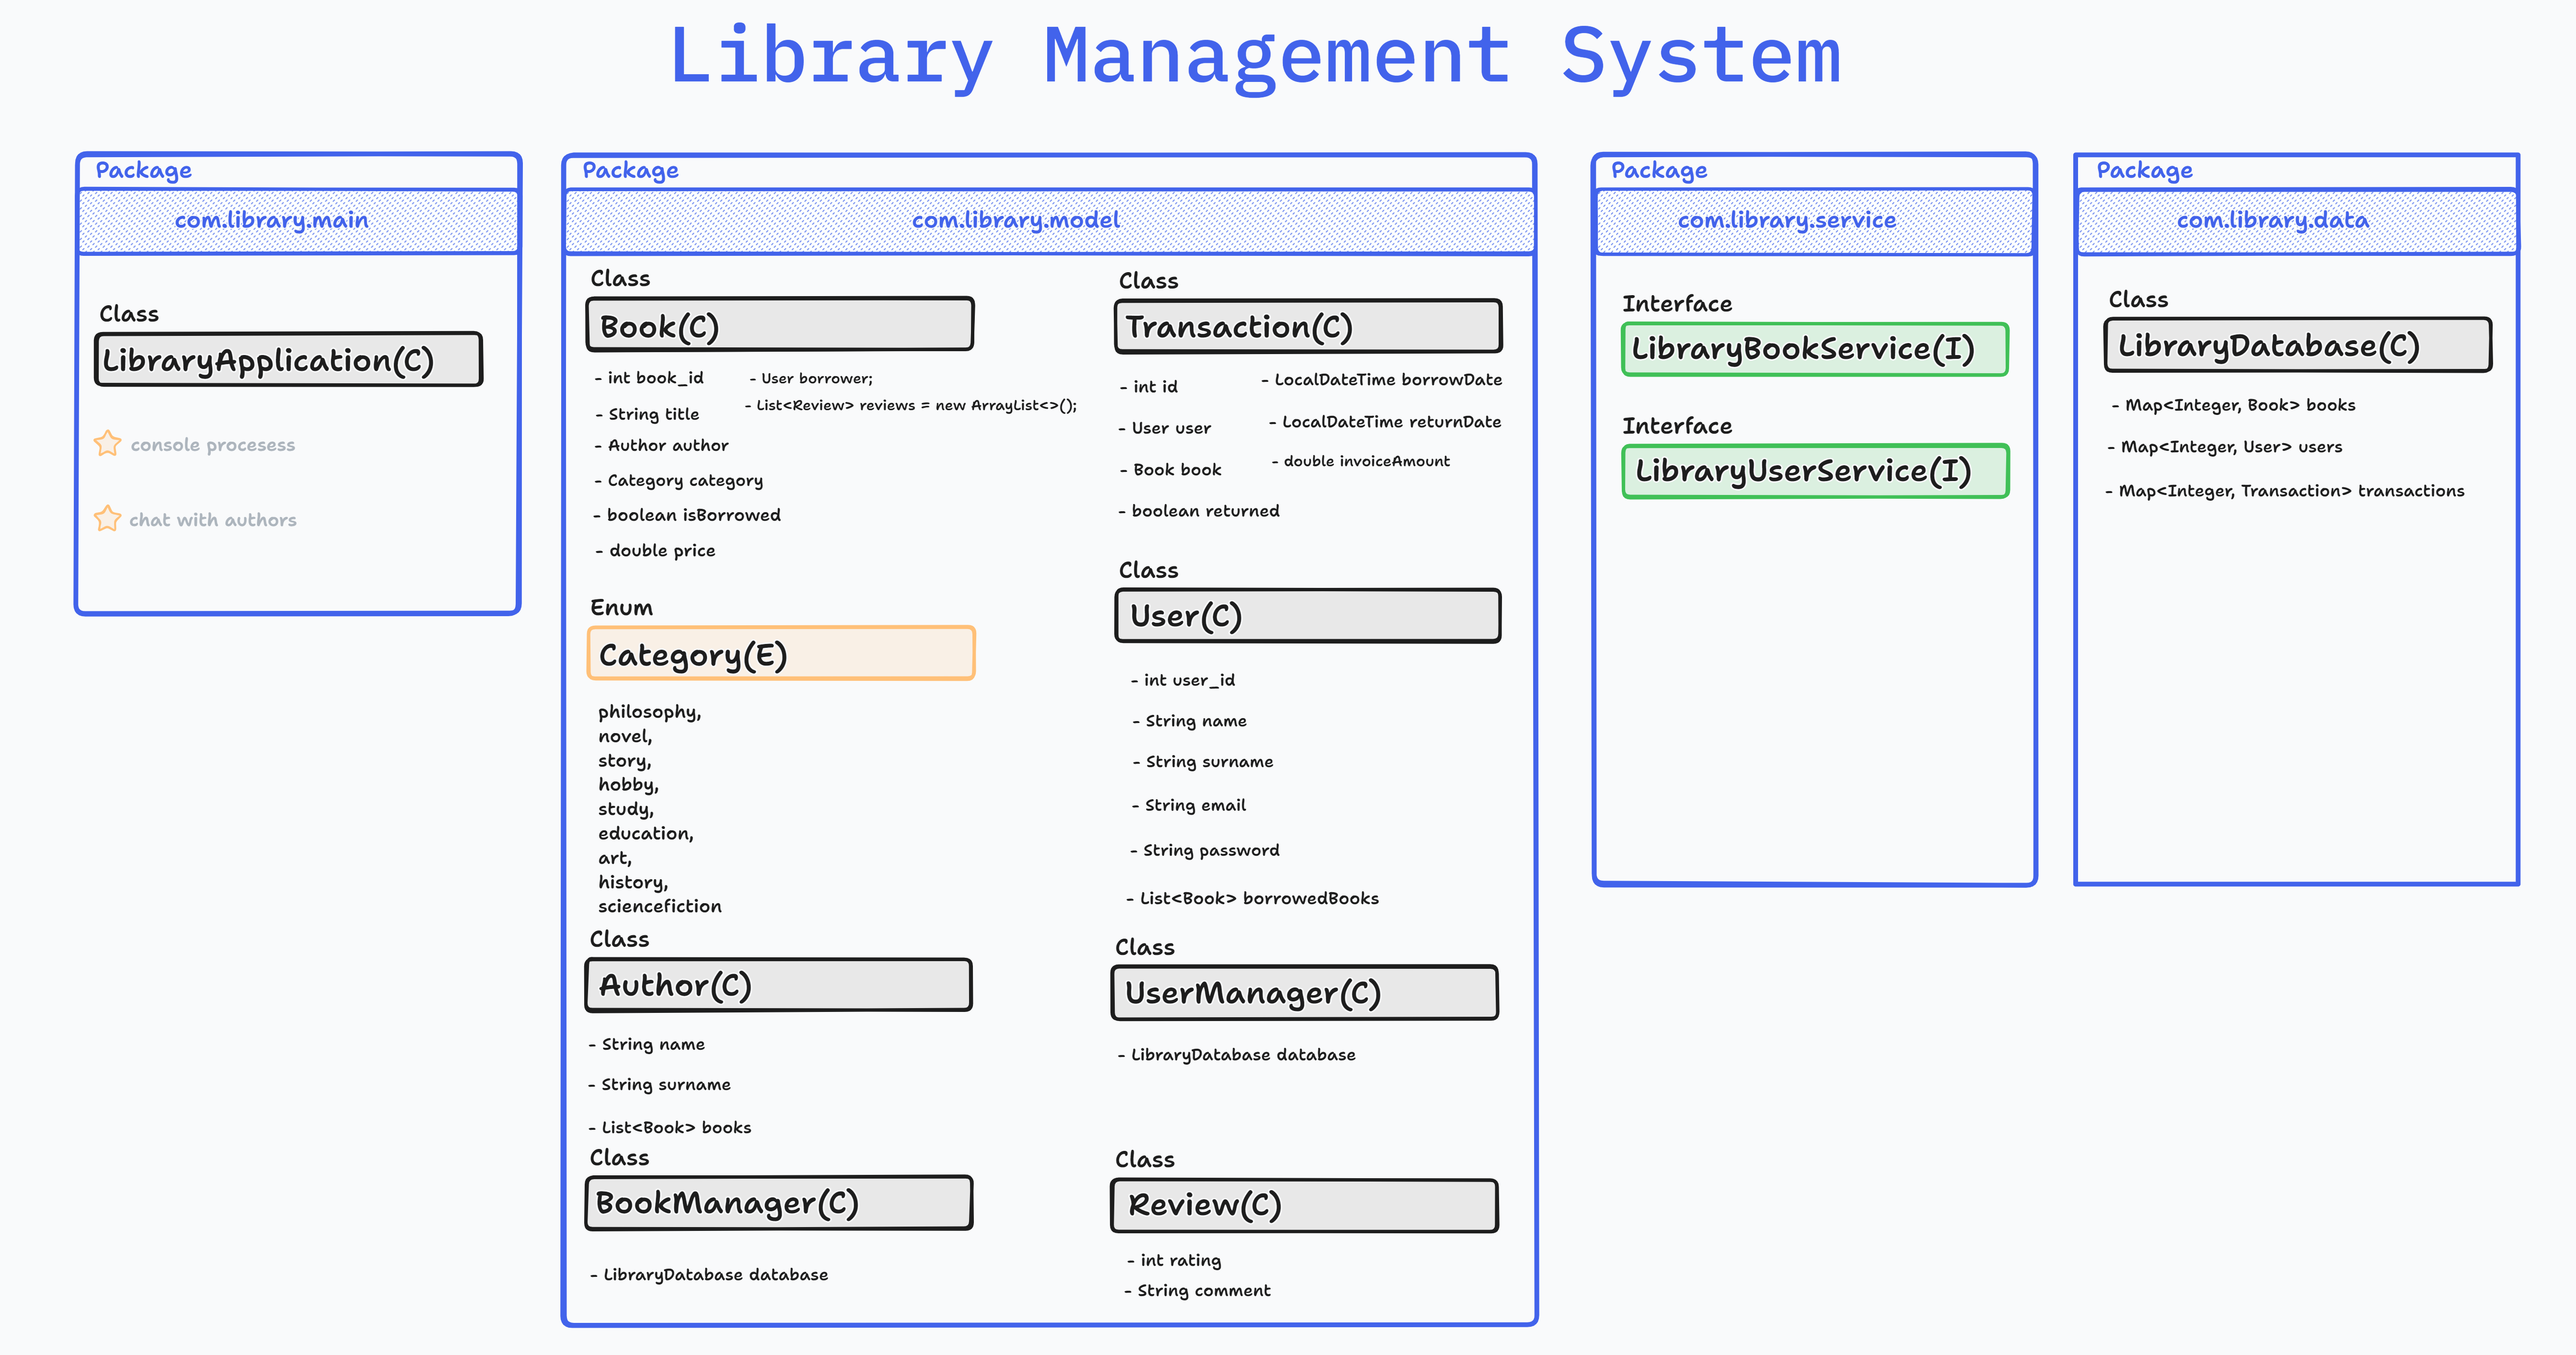 Library Management System
Package
com.library.main
Class
LibraryApplication(C)
console procesess
chat with authors
Package
com.library.model
Class
Book(C)
- int book_id
- String title
- Author author
- Category category
- boolean isBorrowed
- double price
- User borrower;
- List<Review> reviews = new ArrayList<>();
Enum
Category(E)
philosophy,
novel,
story,
hobby,
study,
education,
art,
history,
sciencefiction
Class
Author(C)
- String name
- String surname
- List<Book> books
Class
BookManager(C)
- LibraryDatabase database
Class
Transaction(C)
- int id
- User user
- Book book
- boolean returned
- LocalDateTime borrowDate
- LocalDateTime returnDate
- double invoiceAmount
Class
User(C)
- int user_id
- String name
- String surname
- String email
- String password
- List<Book> borrowedBooks
Class
UserManager(C)
- LibraryDatabase database
Class
Review(C)
- int rating
- String comment
Package
com.library.service
Interface
LibraryBookService(I)
Interface
LibraryUserService(I)
Package
com.library.data
Class
LibraryDatabase(C)
- Map<Integer, Book> books
- Map<Integer, User> users
- Map<Integer, Transaction> transactions